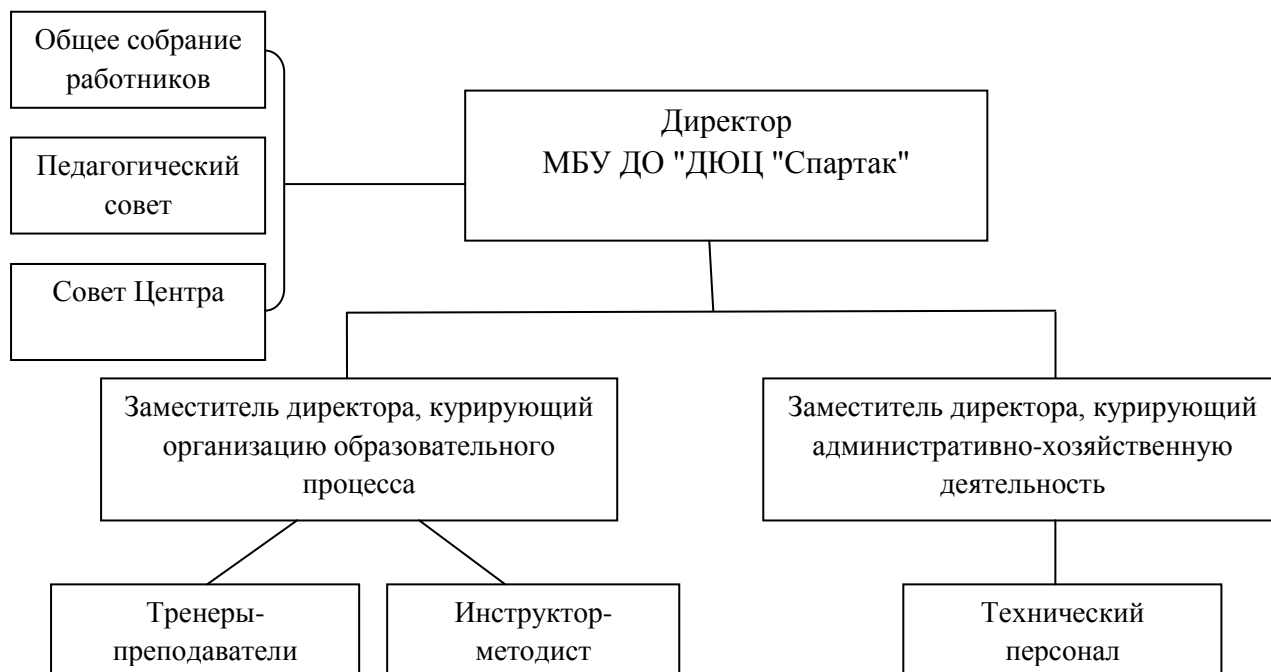 Общее собрание
работников
Педагогический
совет
Совет Центра
Директор
МБУ ДО "ДЮЦ "Спартак"
Заместитель директора, курирующий
организацию образовательного
процесса
Заместитель директора, курирующий
административно-хозяйственную
деятельность
Тренеры-
преподаватели
Инструктор-
методист
Технический
персонал